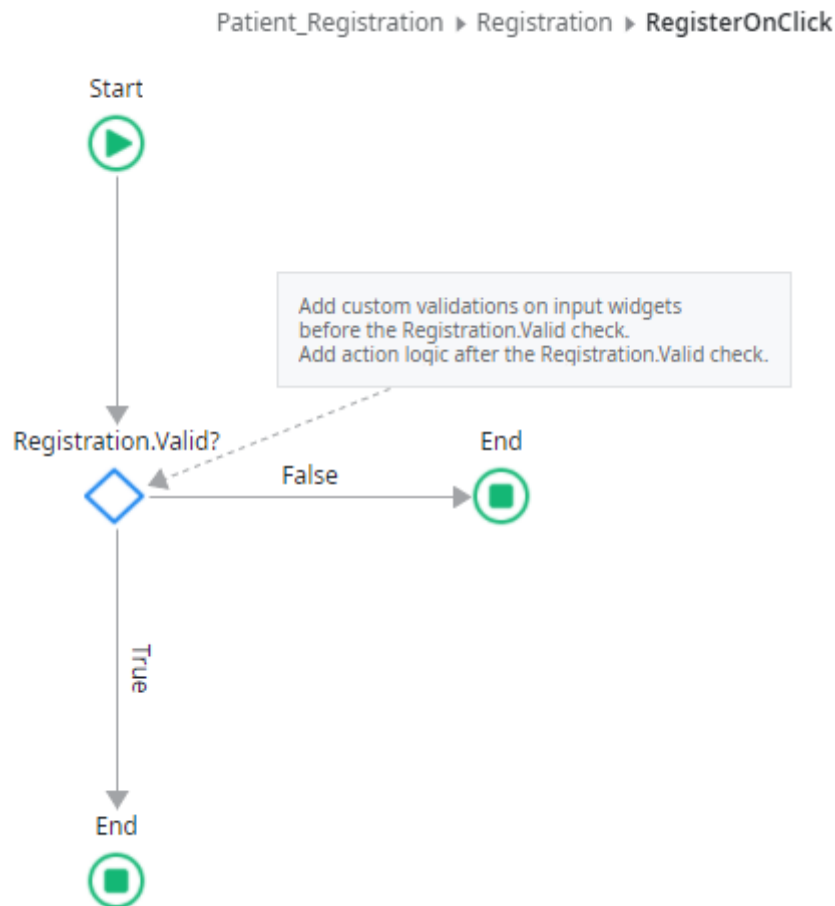 Patient_Registration ▸ Registration ▸ RegisterOnClick
Start
Add custom validations on input widgets
before the Registration.Valid check.
Add action logic after the Registration.Valid check.
Registration.Valid?
End
False
True
End